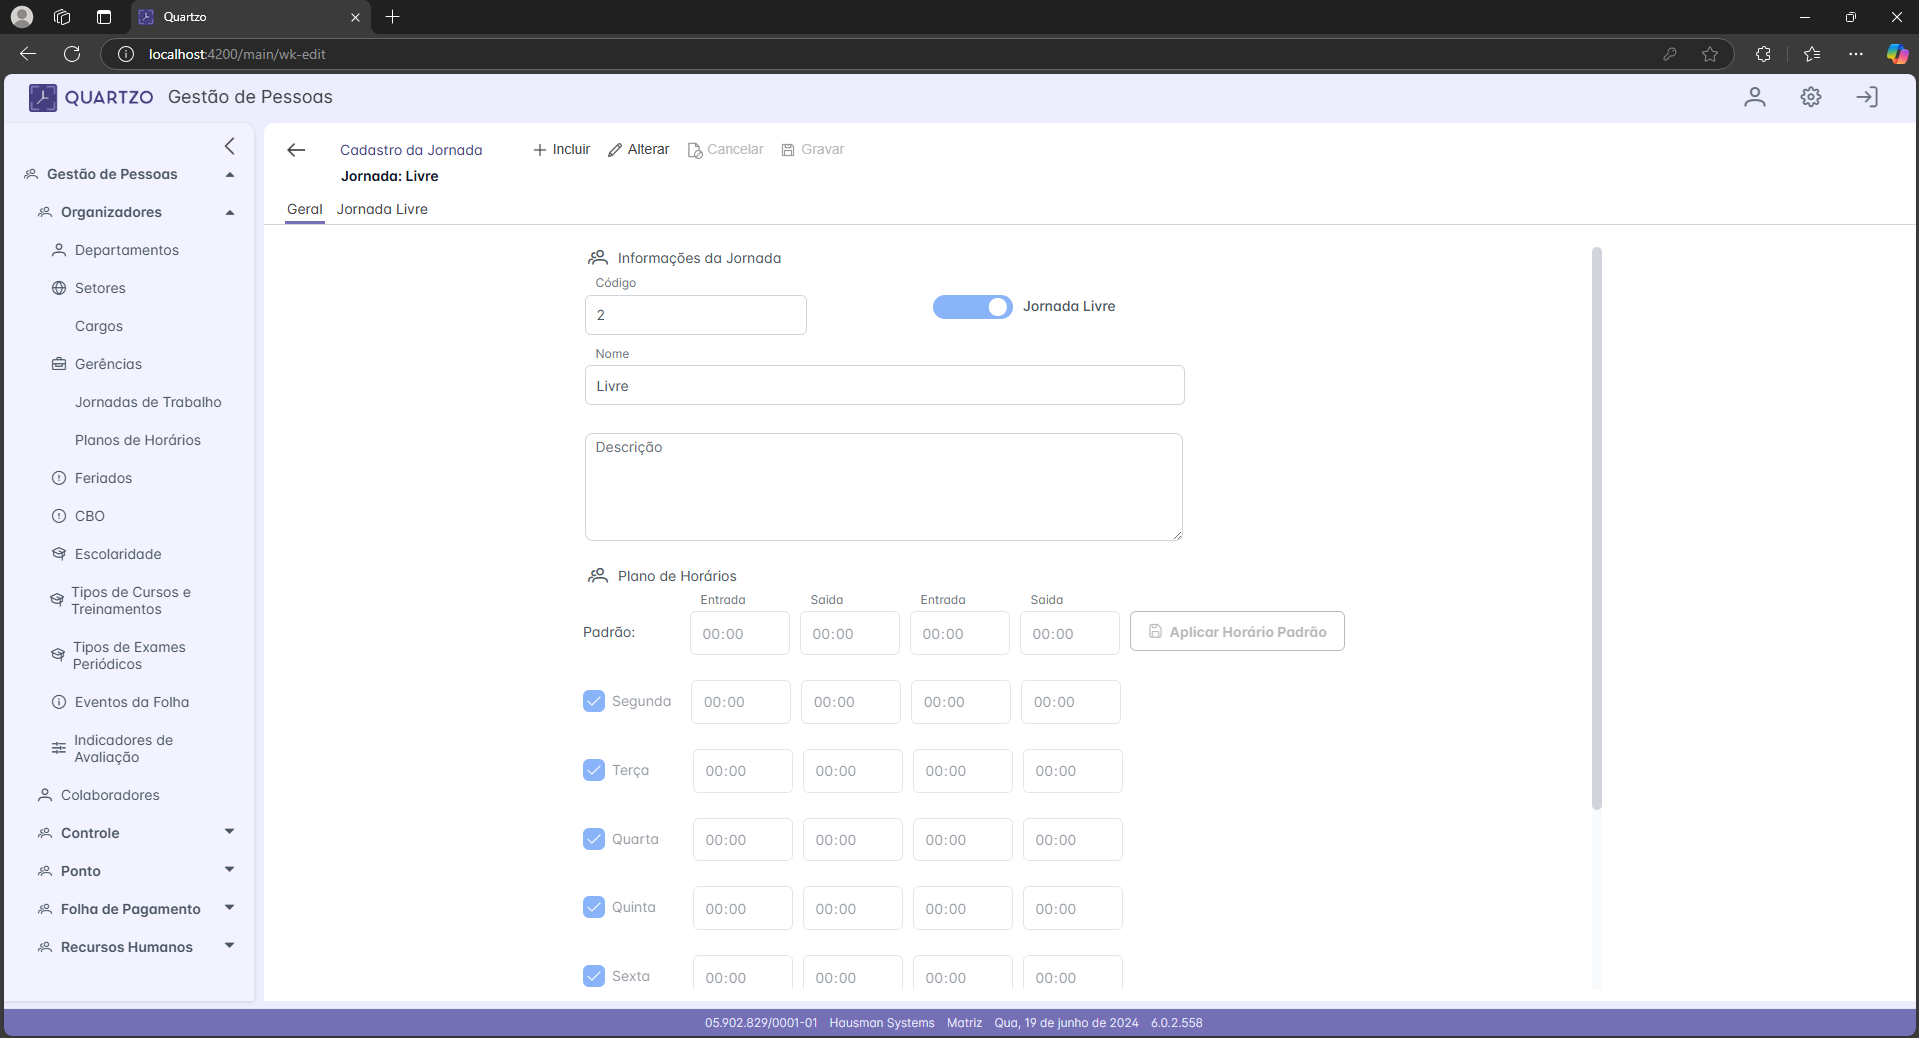 Quartzo
localhost:4200/main/wk-edit
QUARTZO Gestão de Pessoas
Gestão de Pessoas
Organizadores
Departamentos
Setores
Cargos
Gerências
Jornadas de Trabalho
Planos de Horários
Feriados
CBO
Escolaridade
Tipos de Cursos e
Treinamentos
Tipos de Exames
Periódicos
Eventos da Folha
Indicadores de
Avaliação
Colaboradores
Controle
Ponto
Folha de Pagamento
Recursos Humanos
Cadastro da Jornada Incluir Alterar Cancelar Gravar
Jornada: Livre
Geral Jornada Livre
Informações da Jornada
Código
2 Jornada Livre
Nome
Livre
Descrição
Plano de Horários
Entrada Saida Entrada Saida
Padrão: 00:00 00:00 00:00 00:00 Aplicar Horário Padrão
Segunda 00:00 00:00 00:00 00:00
Terça 00:00 00:00 00:00 00:00
Quarta 00:00 00:00 00:00 00:00
Quinta 00:00 00:00 00:00 00:00
Sexta 00:00 00:00 00:00 00:00
05.902.829/0001-01 Hausman Systems Matriz Qua, 19 de junho de 2024 6.0.2.558